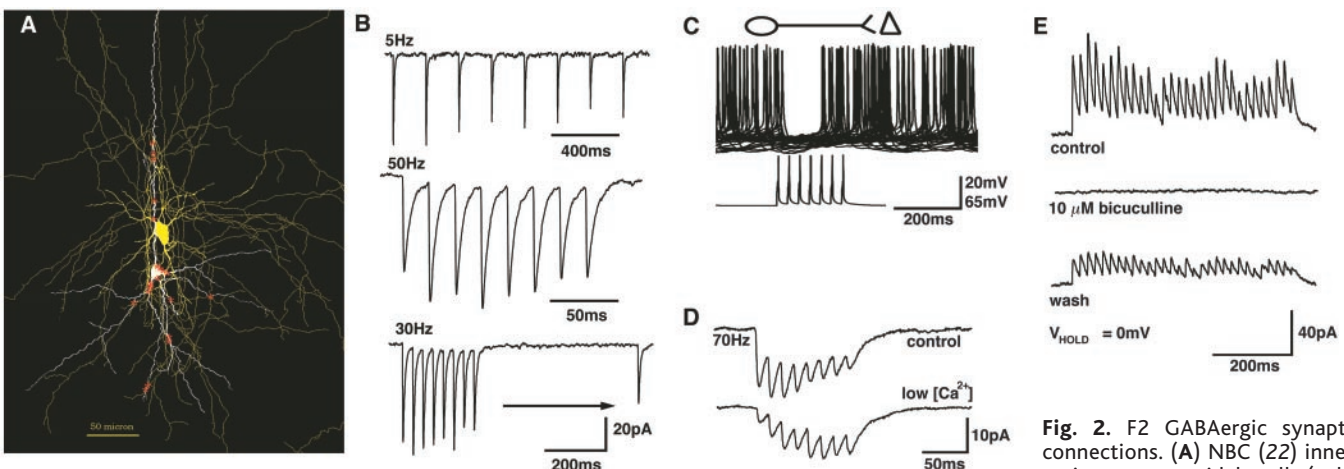 A
50 micron
B
5Hz
400ms
50Hz
50ms
30Hz
20pA
200ms
C
20mV
65mV
200ms
D
70Hz
control
low [Ca2+]
10pA
50ms
E
control
10 μM bicuculline
wash
VHOLD = 0mV
40pA
200ms
Fig. 2. F2 GABAergic synapt
connections. (A) NBC (22) inne